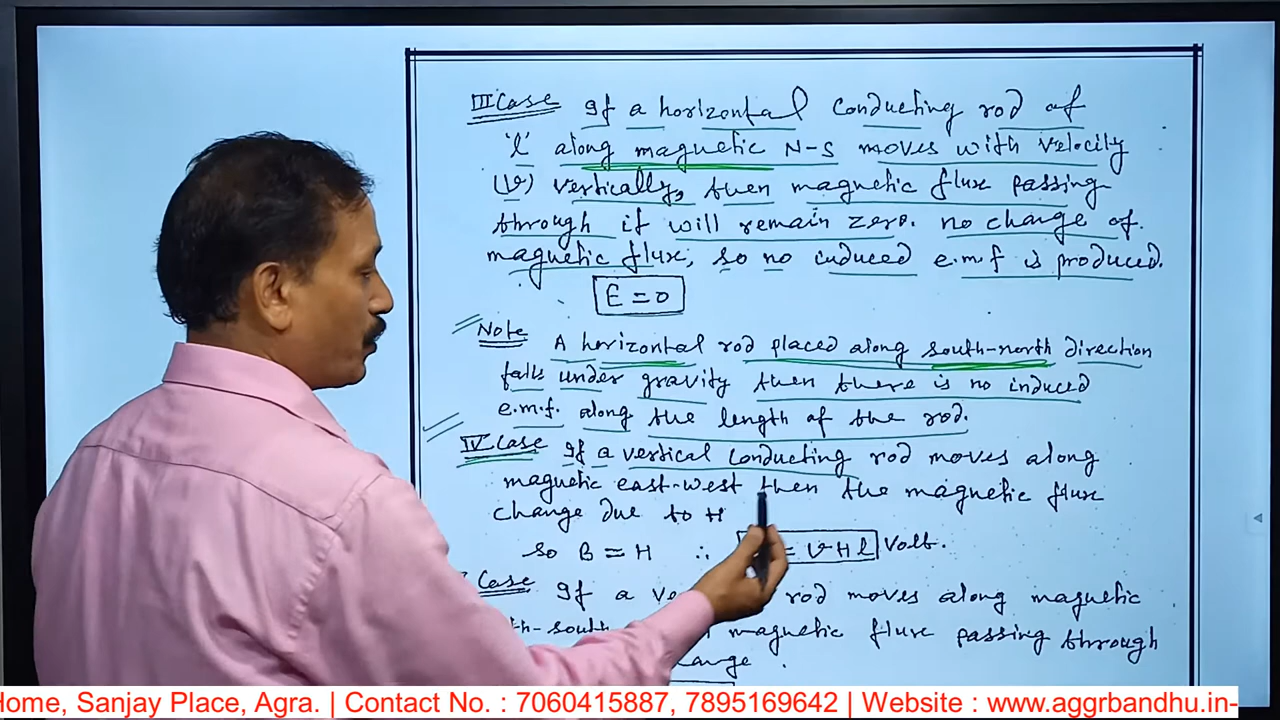 III Case If a horizontal conducting rod of
'l' along magnetic N-S moves with velocity
(v) vertically, then magnetic flux passing
through it will remain zero. no change of
magnetic flux, so no induced e.m.f is produced.
E = 0
Note A horizontal rod placed along south-north direction
falls under gravity then there is no induced
e.m.f. along the length of the rod.
IV Case If a vertical conducting rod moves along
magnetic east-west then the magnetic flux
change due to H
so B = H ∴ = v H l Volt.
Case If a rod moves along magnetic
magnetic flux passing through
Home, Sanjay Place, Agra. | Contact No. : 7060415887, 7895169642 | Website : www.aggrbandhu.in-